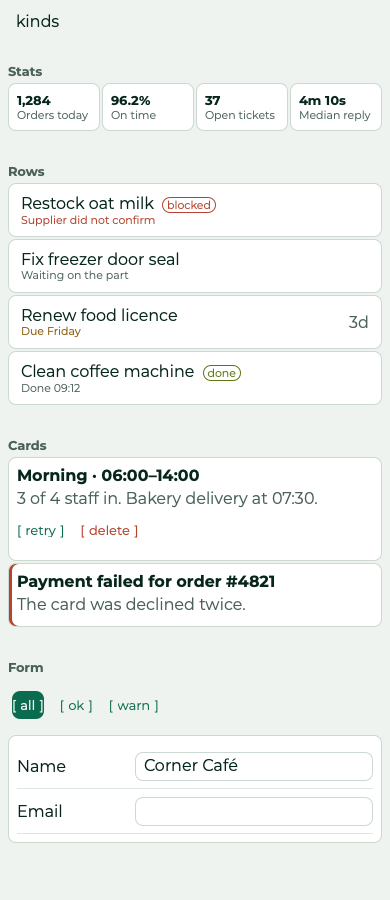 kinds
Stats
1,284
Orders today
96.2%
On time
37
Open tickets
4m 10s
Median reply
Rows
Restock oat milk blocked
Supplier did not confirm
Fix freezer door seal
Waiting on the part
Renew food licence
Due Friday
3d
Clean coffee machine done
Done 09:12
Cards
Morning · 06:00–14:00
3 of 4 staff in. Bakery delivery at 07:30.
[ retry ] [ delete ]
Payment failed for order #4821
The card was declined twice.
Form
[ all ] [ ok ] [ warn ]
Name Corner Café
Email